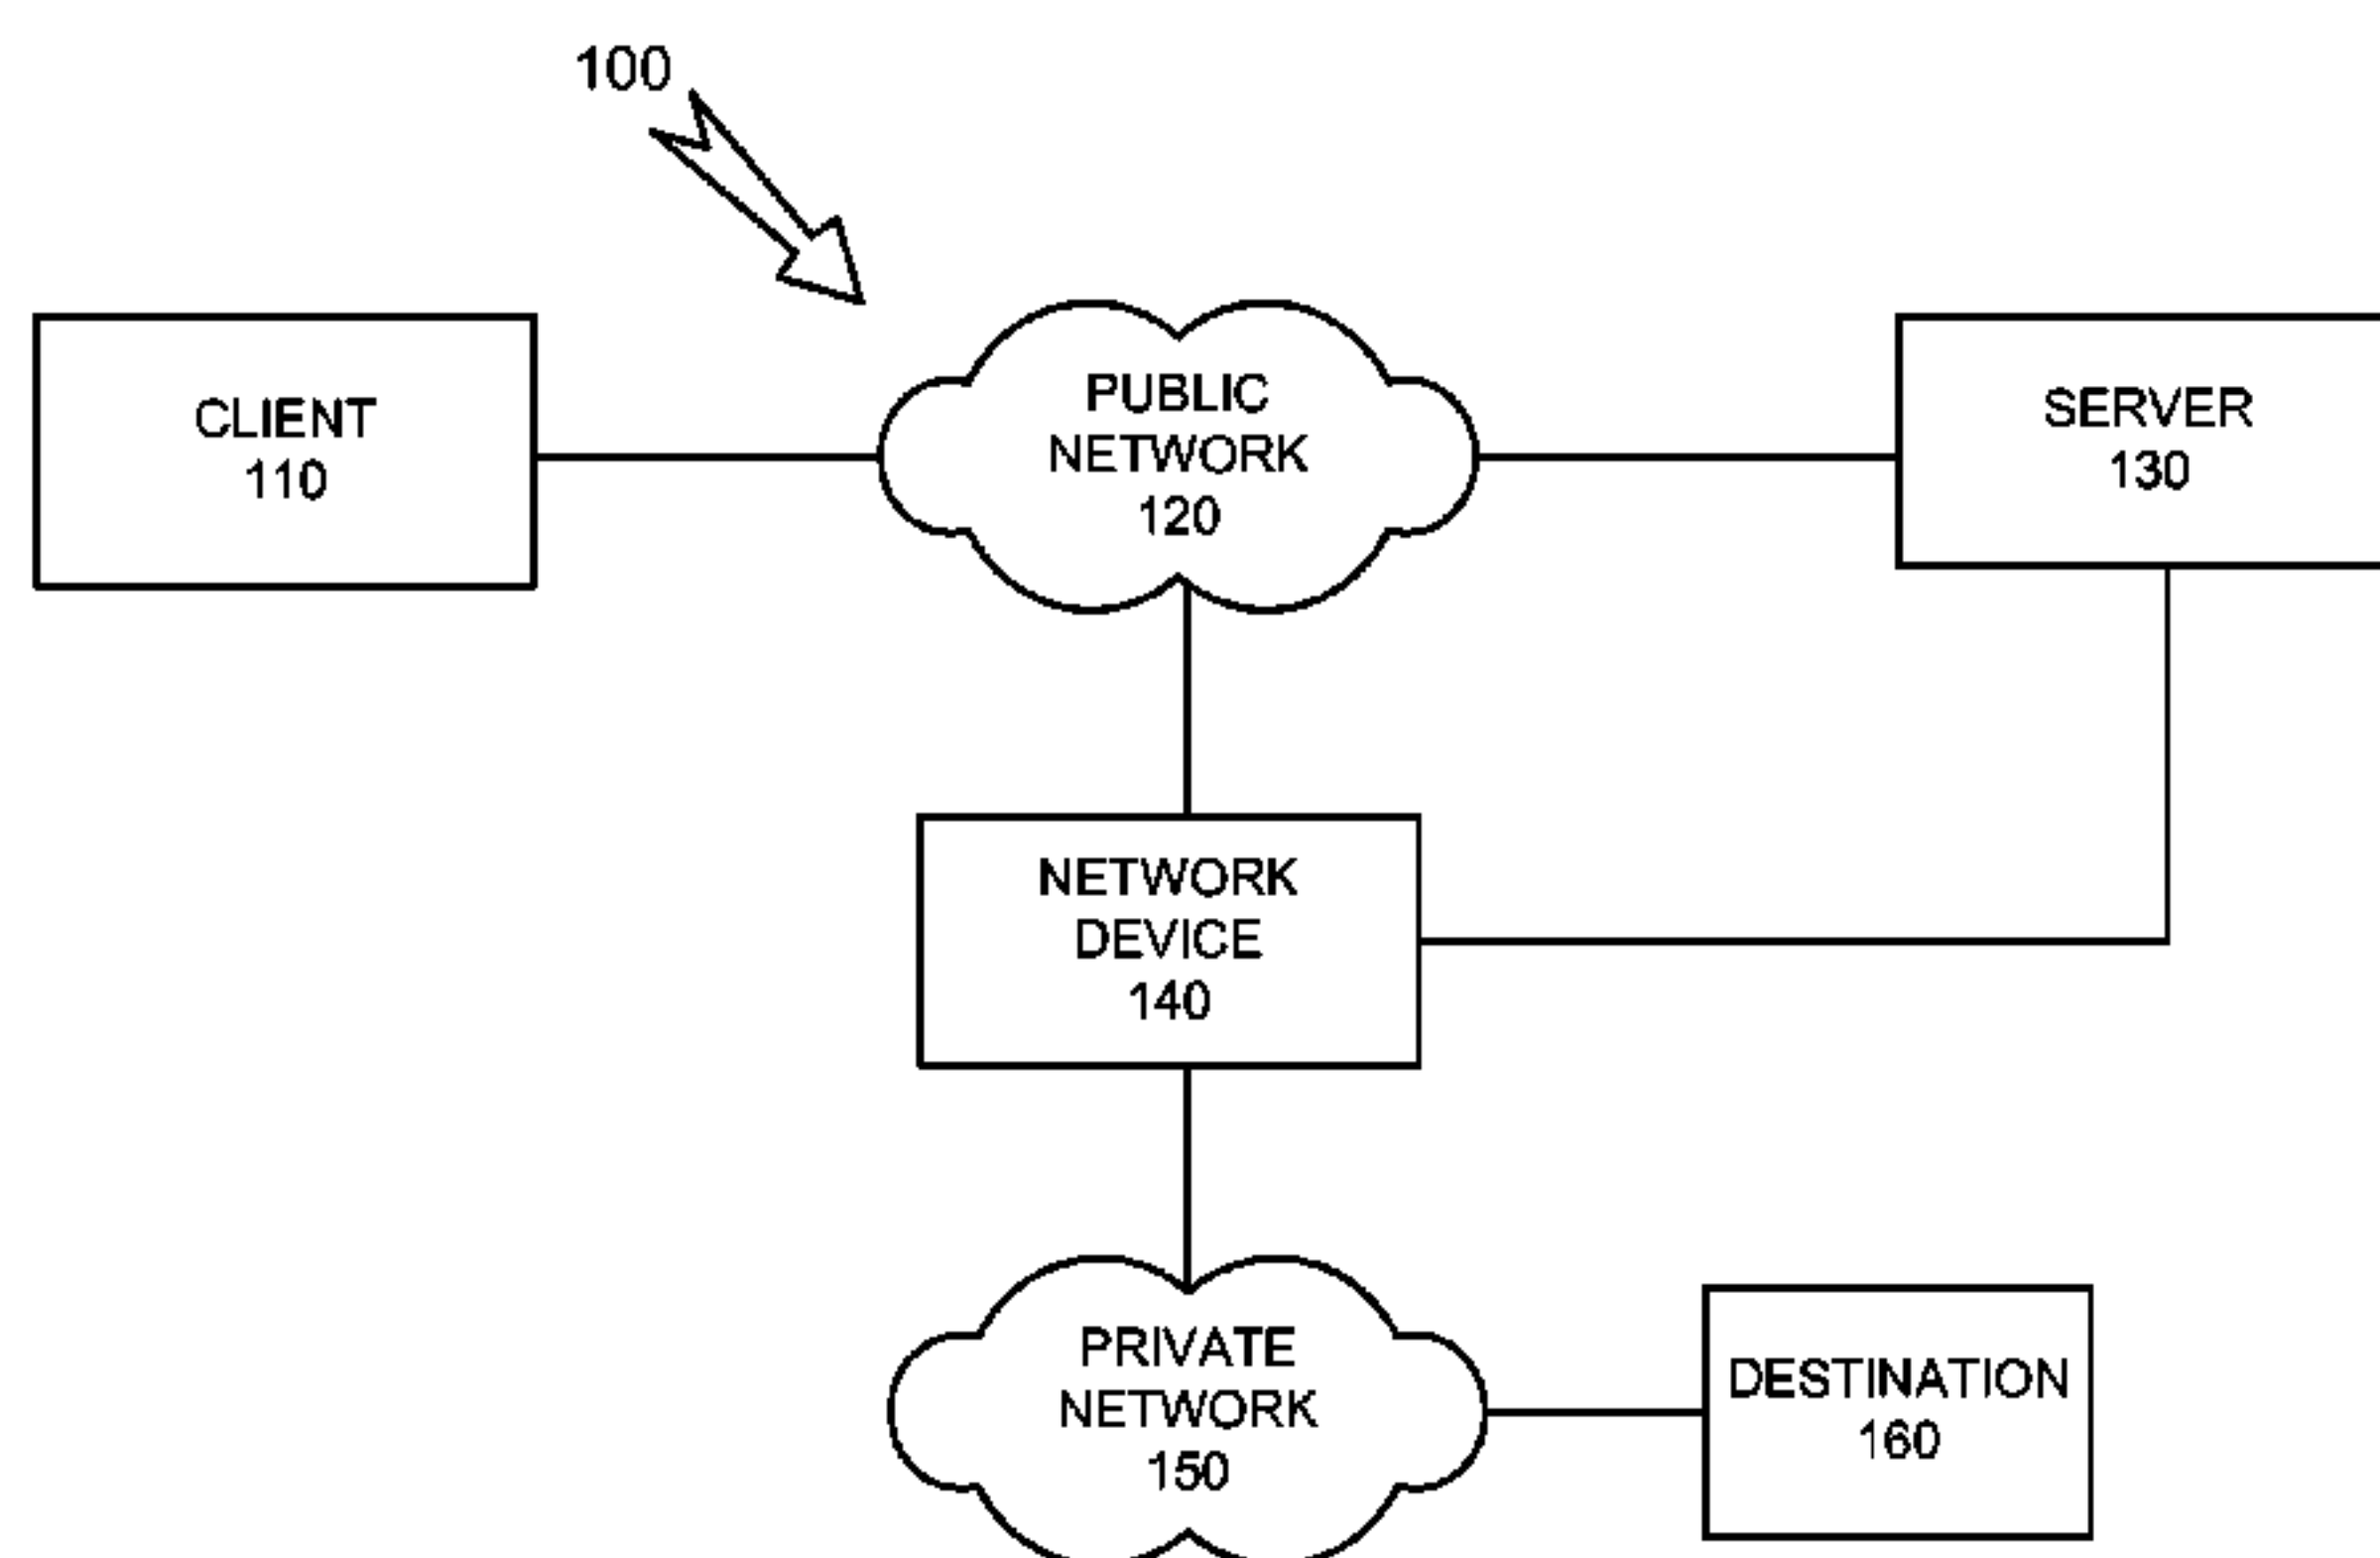 100
CLIENT
110
PUBLIC
NETWORK
120
SERVER
130
NETWORK
DEVICE
140
PRIVATE
NETWORK
150
DESTINATION
160